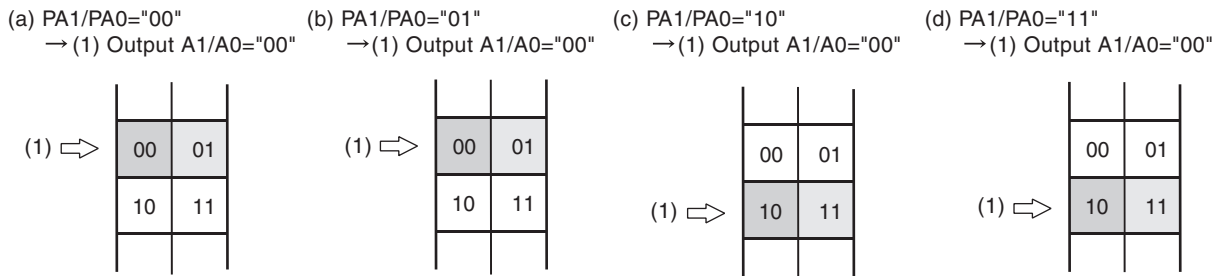 (a) PA1/PA0="00"
→(1) Output A1/A0="00"
(1) 00 01
10 11
(b) PA1/PA0="01"
→(1) Output A1/A0="00"
(1) 00 01
10 11
(c) PA1/PA0="10"
→(1) Output A1/A0="00"
00 01
(1) 10 11
(d) PA1/PA0="11"
→(1) Output A1/A0="00"
00 01
(1) 10 11